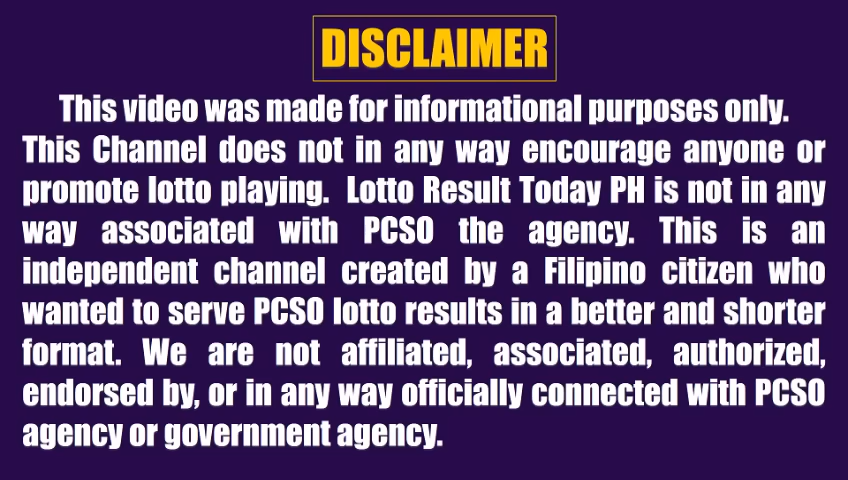 DISCLAIMER
This video was made for informational purposes only.
This Channel does not in any way encourage anyone or
promote lotto playing. Lotto Result Today PH is not in any
way associated with PCSO the agency. This is an
independent channel created by a Filipino citizen who
wanted to serve PCSO lotto results in a better and shorter
format. We are not affiliated, associated, authorized,
endorsed by, or in any way officially connected with PCSO
agency or government agency.